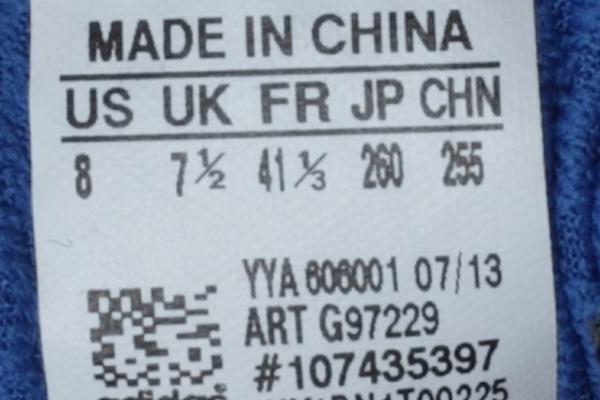 MADE IN CHINA
US UK FR JP CHN
8 7½ 41⅓ 260 255
YYA 606001 07/13
ART G97229
#107435397
adidas